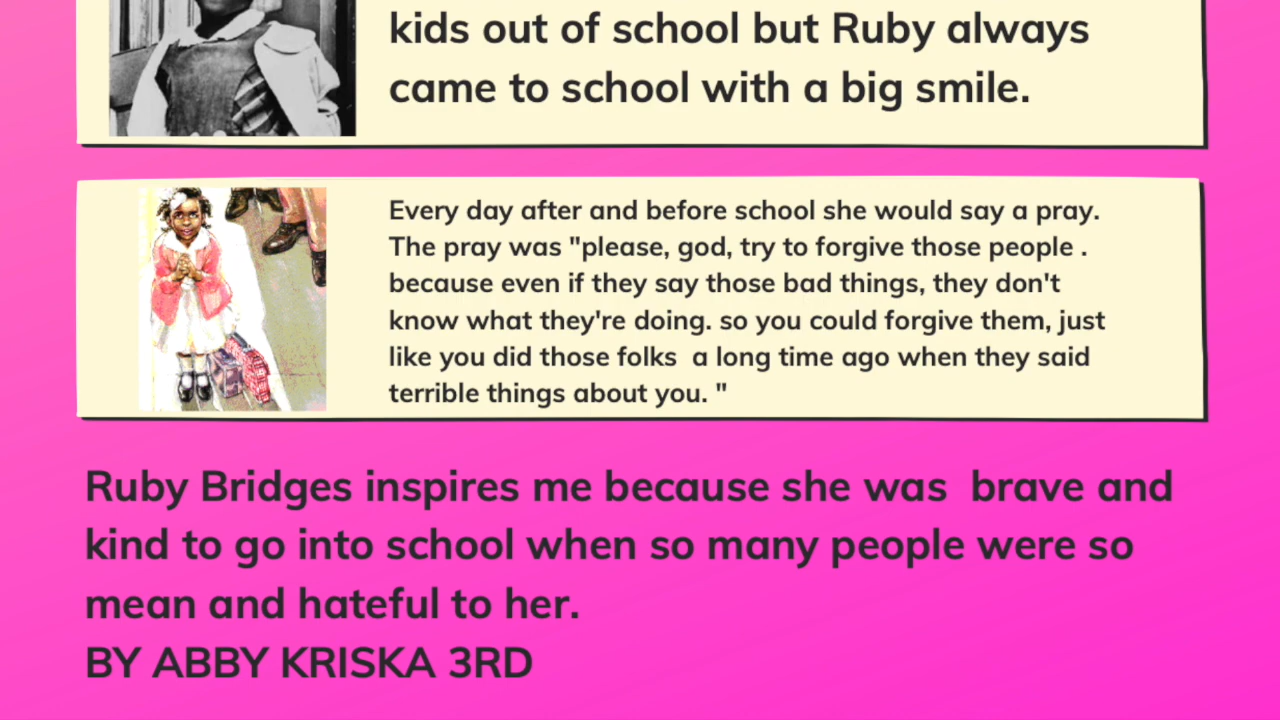 kids out of school but Ruby always
came to school with a big smile.
Every day after and before school she would say a pray.
The pray was "please, god, try to forgive those people .
because even if they say those bad things, they don't
know what they're doing. so you could forgive them, just
like you did those folks  a long time ago when they said
terrible things about you. "
Ruby Bridges inspires me because she was  brave and
kind to go into school when so many people were so
mean and hateful to her.
BY ABBY KRISKA 3RD